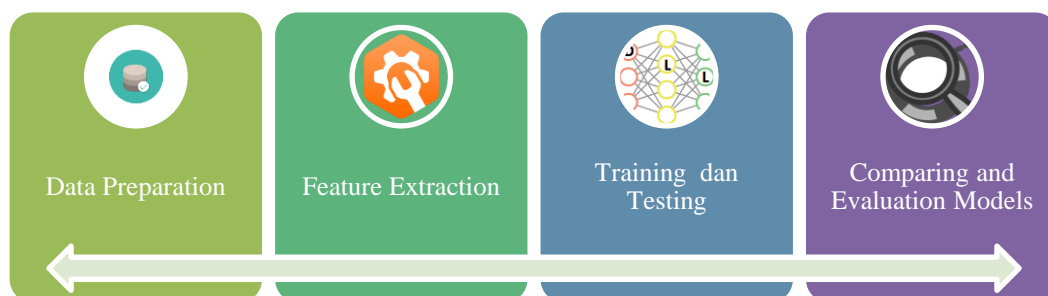 D
L
L
Data Preparation
Feature Extraction
Training dan
Testing
Comparing and
Evaluation Models